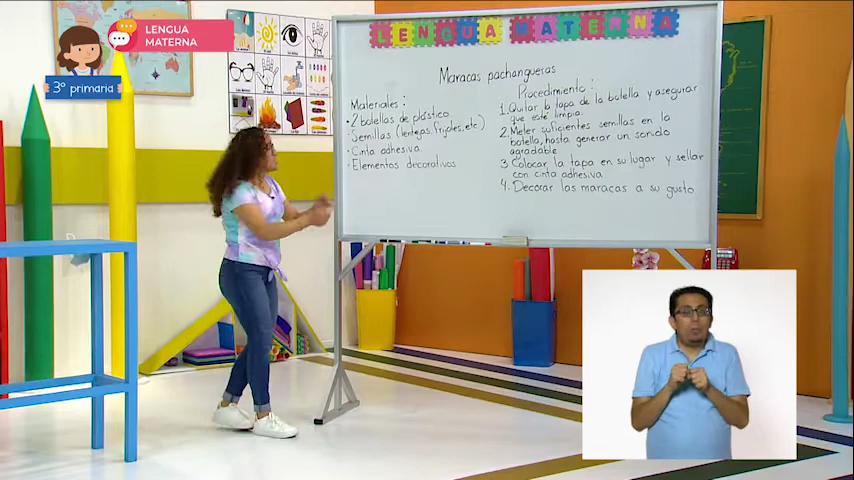 LENGUA
MATERNA
3º primaria
LENGUA MATERNA
Maracas pachangueras
Materiales:
• 2 botellas de plástico
• Semillas (lentejas, frijoles, etc.)
• Cinta adhesiva
• Elementos decorativos
Procedimiento:
1. Quitar la tapa de la botella y asegurar
que esté limpia.
2. Meter suficientes semillas en la
botella, hasta generar un sonido
agradable
3. Colocar la tapa en su lugar y sellar
con cinta adhesiva
4. Decorar las maracas a su gusto